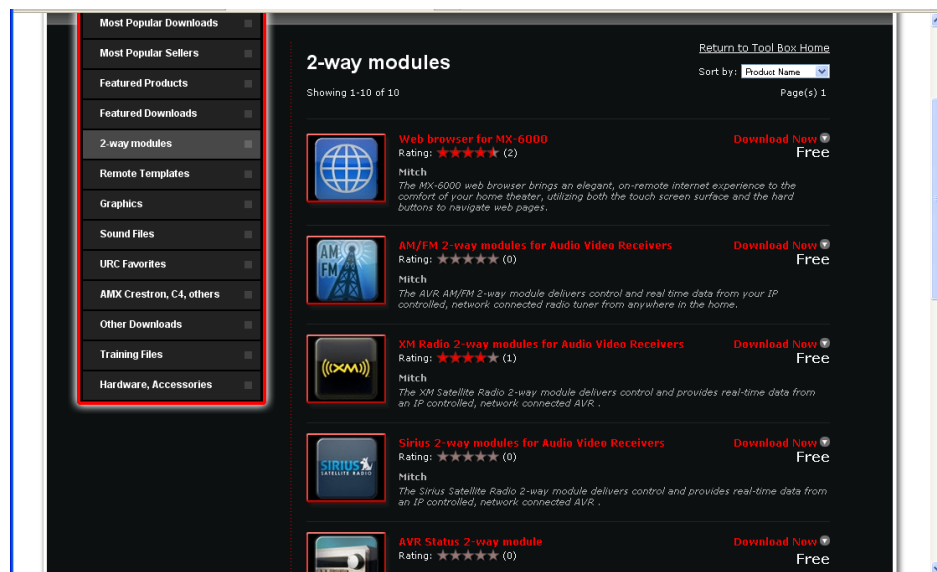 Most Popular Downloads
Most Popular Sellers
Featured Products
Featured Downloads
2-way modules
Remote Templates
Graphics
Sound Files
URC Favorites
AMX Crestron, C4, others
Other Downloads
Training Files
Hardware, Accessories
Return to Tool Box Home
2-way modules
Sort by: Product Name
Showing 1-10 of 10
Page(s) 1
Web browser for MX-6000
Download Now
Rating: (2)
Free
Mitch
The MX-6000 web browser brings an elegant, on-remote internet experience to the
comfort of your home theater, utilizing both the touch screen surface and the hard
buttons to navigate web pages.
AM
FM
AM/FM 2-way modules for Audio Video Receivers
Download Now
Rating: (0)
Free
Mitch
The AVR AM/FM 2-way module delivers control and real time data from your IP
controlled, network connected radio tuner from anywhere in the home.
((XM))
XM Radio 2-way modules for Audio Video Receivers
Download Now
Rating: (1)
Free
Mitch
The XM Satellite Radio 2-way module delivers control and provides real-time data from
an IP controlled, network connected AVR .
SIRIUS
SATELLITE RADIO
Sirius 2-way modules for Audio Video Receivers
Download Now
Rating: (0)
Free
Mitch
The Sirius Satellite Radio 2-way module delivers control and provides real-time data from
an IP controlled, network connected AVR .
AVR Status 2-way module
Download Now
Rating: (0)
Free